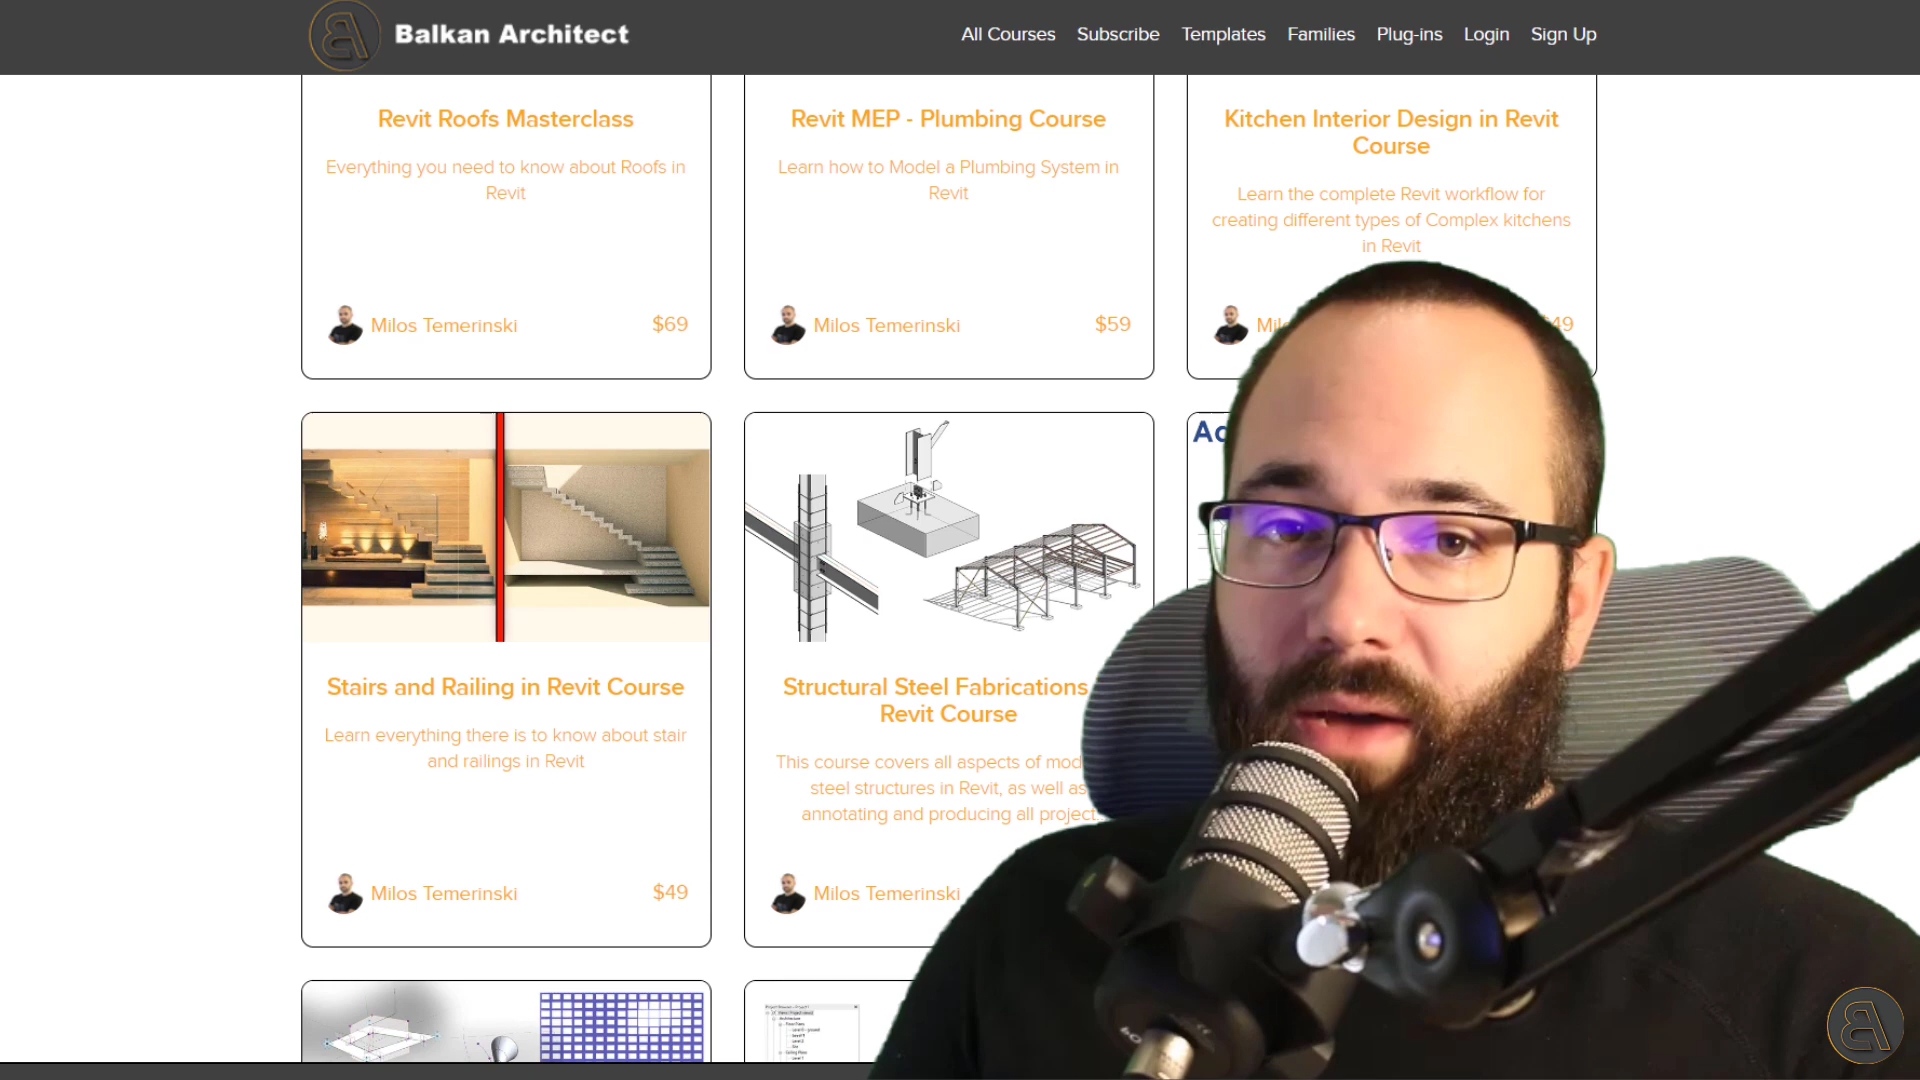 Balkan Architect
All Courses Subscribe Templates Families Plug-ins Login Sign Up
Revit Roofs Masterclass
Everything you need to know about Roofs in
Revit
Milos Temerinski $69
Revit MEP - Plumbing Course
Learn how to Model a Plumbing System in
Revit
Milos Temerinski $59
Kitchen Interior Design in Revit
Course
Learn the complete Revit workflow for
creating different types of Complex kitchens
in Revit
Stairs and Railing in Revit Course
Learn everything there is to know about stair
and railings in Revit
Milos Temerinski $49
Structural Steel Fabrications
Revit Course
This course covers all aspects of
steel structures in Revit, as well as
annotating and producing all project
Milos Temerinski